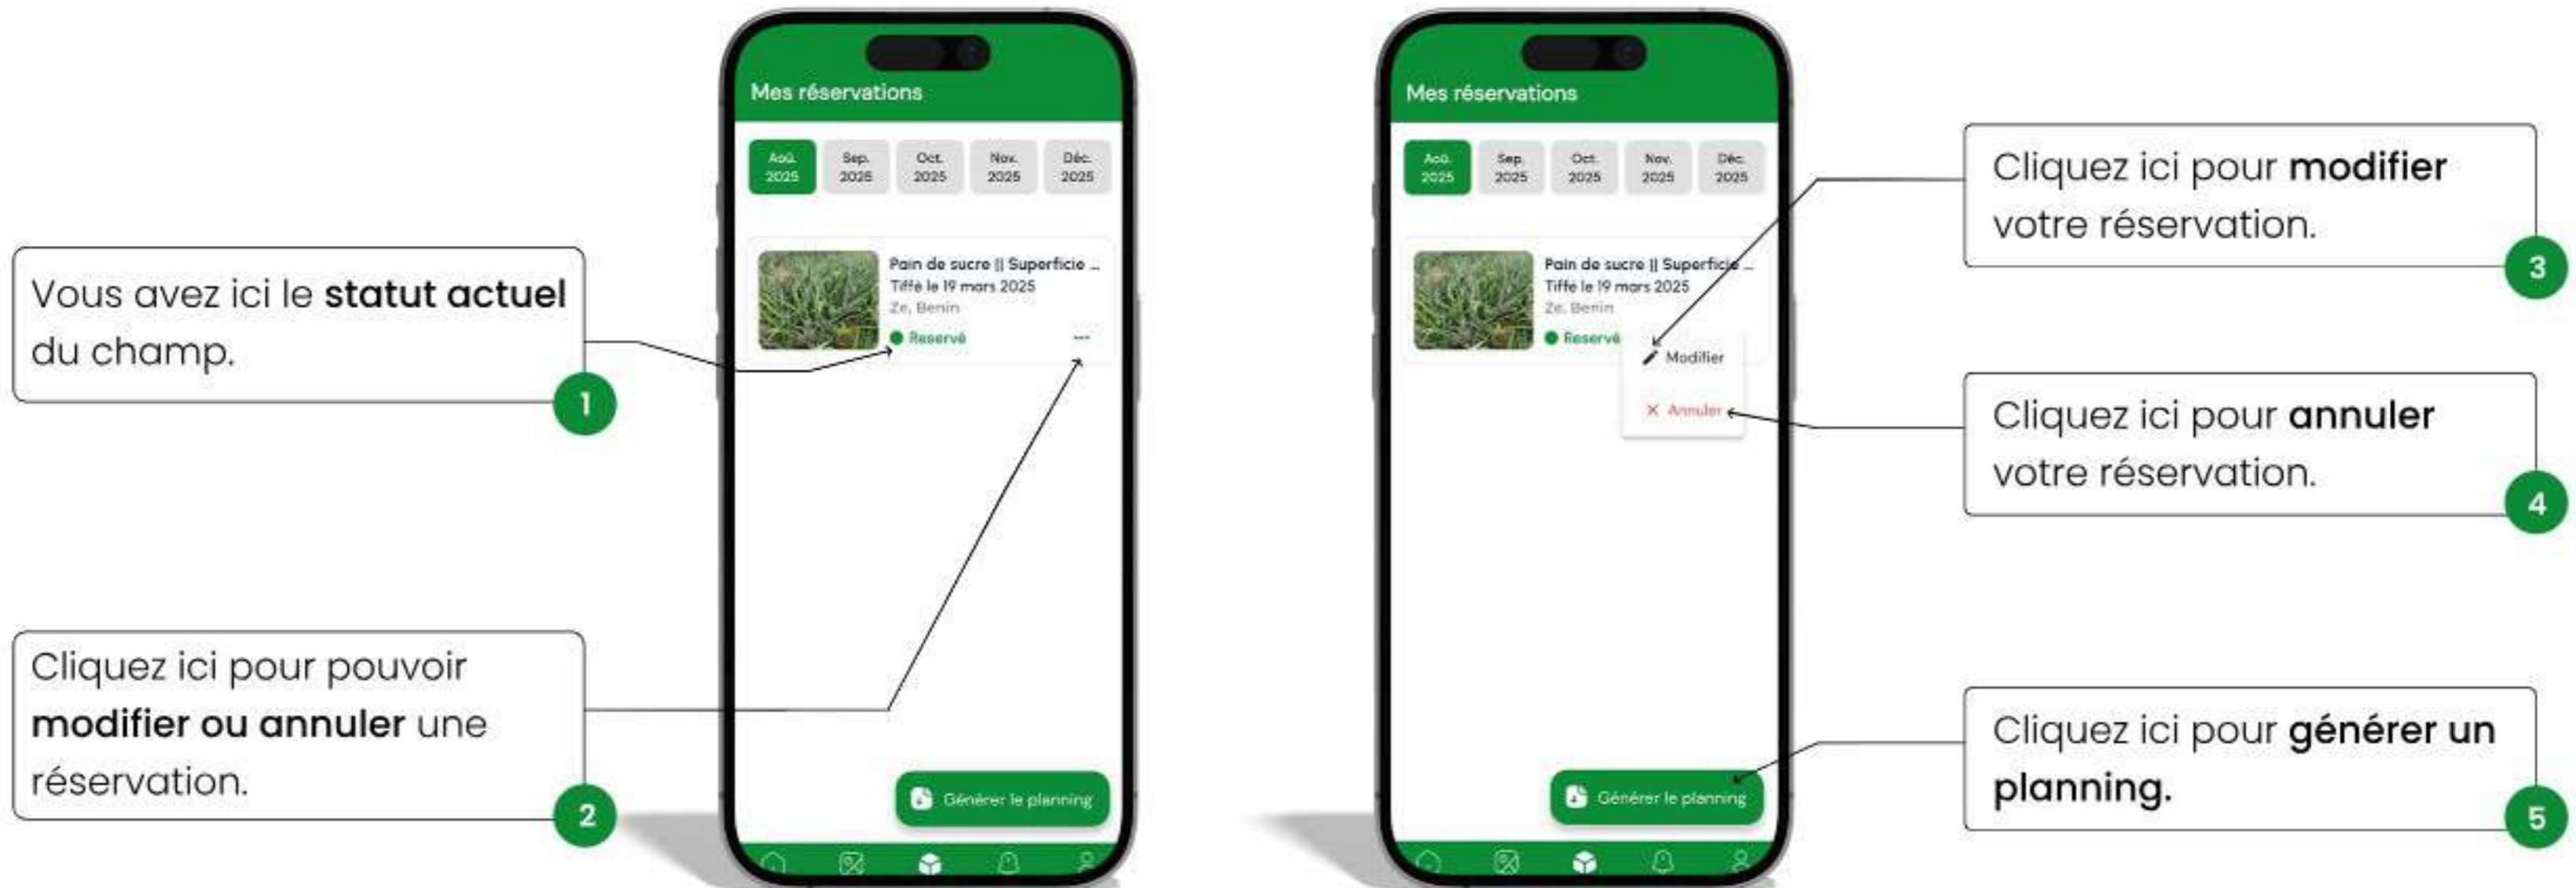 Vous avez ici le statut actuel
du champ.
1
Cliquez ici pour pouvoir
modifier ou annuler une
réservation.
2
Mes réservations
Aoû. Sep. Oct. Nov. Déc.
2025 2025 2025 2025 2025
Pain de sucre || Superficie ...
Tiffé le 19 mars 2025
Ze, Benin
Reservé
Générer le planning
Mes réservations
Aoû. Sep. Oct. Nov. Déc.
2025 2025 2025 2025 2025
Pain de sucre || Superficie ...
Tiffé le 19 mars 2025
Ze, Benin
Reservé
Modifier
Annuler
Générer le planning
Cliquez ici pour modifier
votre réservation.
3
Cliquez ici pour annuler
votre réservation.
4
Cliquez ici pour générer un
planning.
5